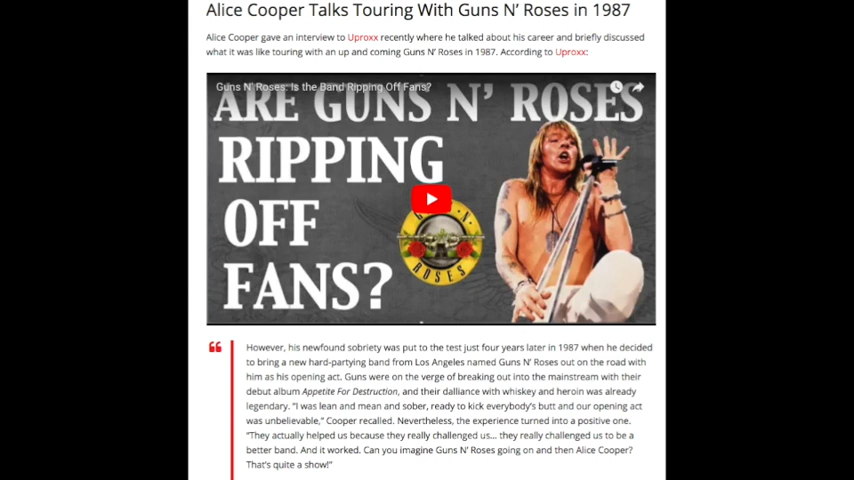 Alice Cooper Talks Touring With Guns N’ Roses in 1987
Alice Cooper gave an interview to Uproxx recently where he talked about his career and briefly discussed
what it was like touring with an up and coming Guns N’ Roses in 1987. According to Uproxx:
Guns N' Roses: Is the Band Ripping Off Fans?
ARE GUNS N’ ROSES
RIPPING
OFF
FANS?
GUNS N'
ROSES
However, his newfound sobriety was put to the test just four years later in 1987 when he decided
to bring a new hard-partying band from Los Angeles named Guns N’ Roses out on the road with
him as his opening act. Guns were on the verge of breaking out into the mainstream with their
debut album Appetite For Destruction, and their dalliance with whiskey and heroin was already
legendary. “I was lean and mean and sober, ready to kick everybody’s butt and our opening act
was unbelievable,” Cooper recalled. Nevertheless, the experience turned into a positive one.
“They actually helped us because they really challenged us… they really challenged us to be a
better band. And it worked. Can you imagine Guns N’ Roses going on and then Alice Cooper?
That’s quite a show!”